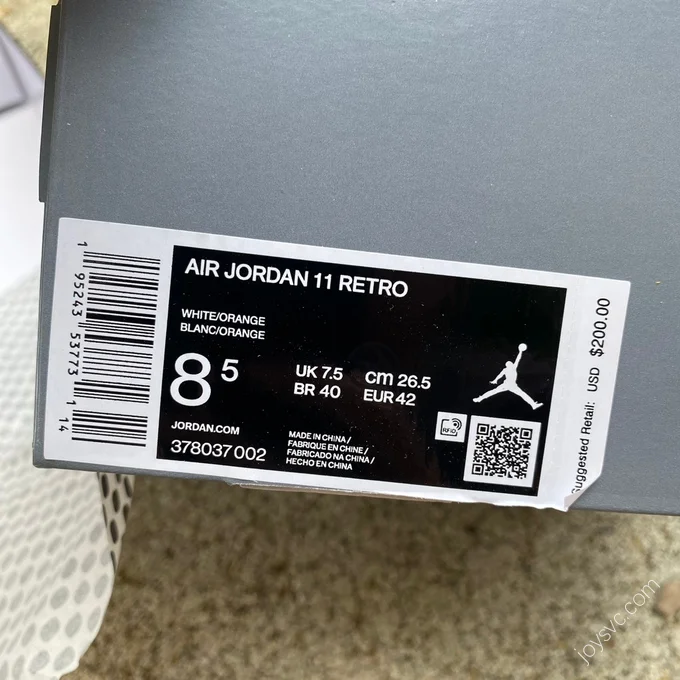 AIR JORDAN 11 RETRO
WHITE/ORANGE
BLANC/ORANGE
8 5
UK 7.5 cm 26.5
BR 40 EUR 42
JORDAN.COM
378037 002
MADE IN CHINA /
FABRIQUE EN CHINE /
FABRICADO NA CHINA /
HECHO EN CHINA
RFID
1 95243 53773 1 14
Suggested Retail: USD $200.00
joysvc.com